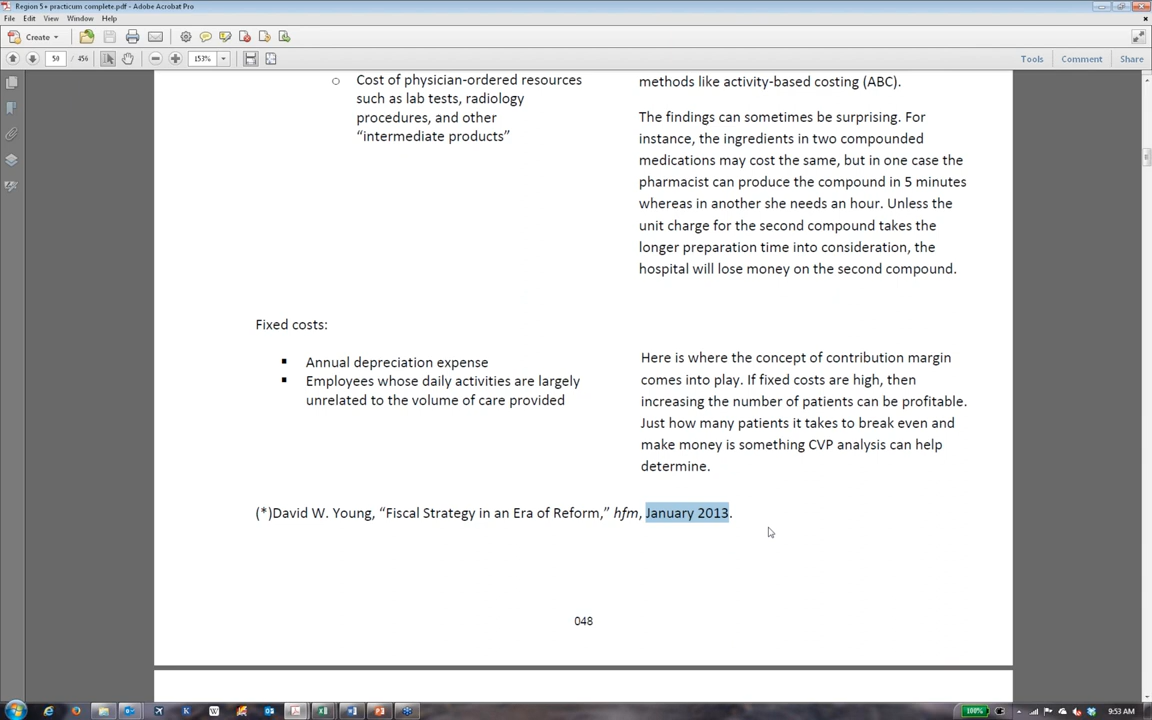 Region 5+ practicum complete.pdf - Adobe Acrobat Pro
File Edit View Window Help
Create
50 / 456 153% Tools Comment Share
○ Cost of physician-ordered resources
such as lab tests, radiology
procedures, and other
“intermediate products”
methods like activity-based costing (ABC).
The findings can sometimes be surprising. For
instance, the ingredients in two compounded
medications may cost the same, but in one case the
pharmacist can produce the compound in 5 minutes
whereas in another she needs an hour. Unless the
unit charge for the second compound takes the
longer preparation time into consideration, the
hospital will lose money on the second compound.
Fixed costs:
▪ Annual depreciation expense
▪ Employees whose daily activities are largely
unrelated to the volume of care provided
Here is where the concept of contribution margin
comes into play. If fixed costs are high, then
increasing the number of patients can be profitable.
Just how many patients it takes to break even and
make money is something CVP analysis can help
determine.
(*)David W. Young, “Fiscal Strategy in an Era of Reform,” hfm, January 2013.
048
100% 9:53 AM